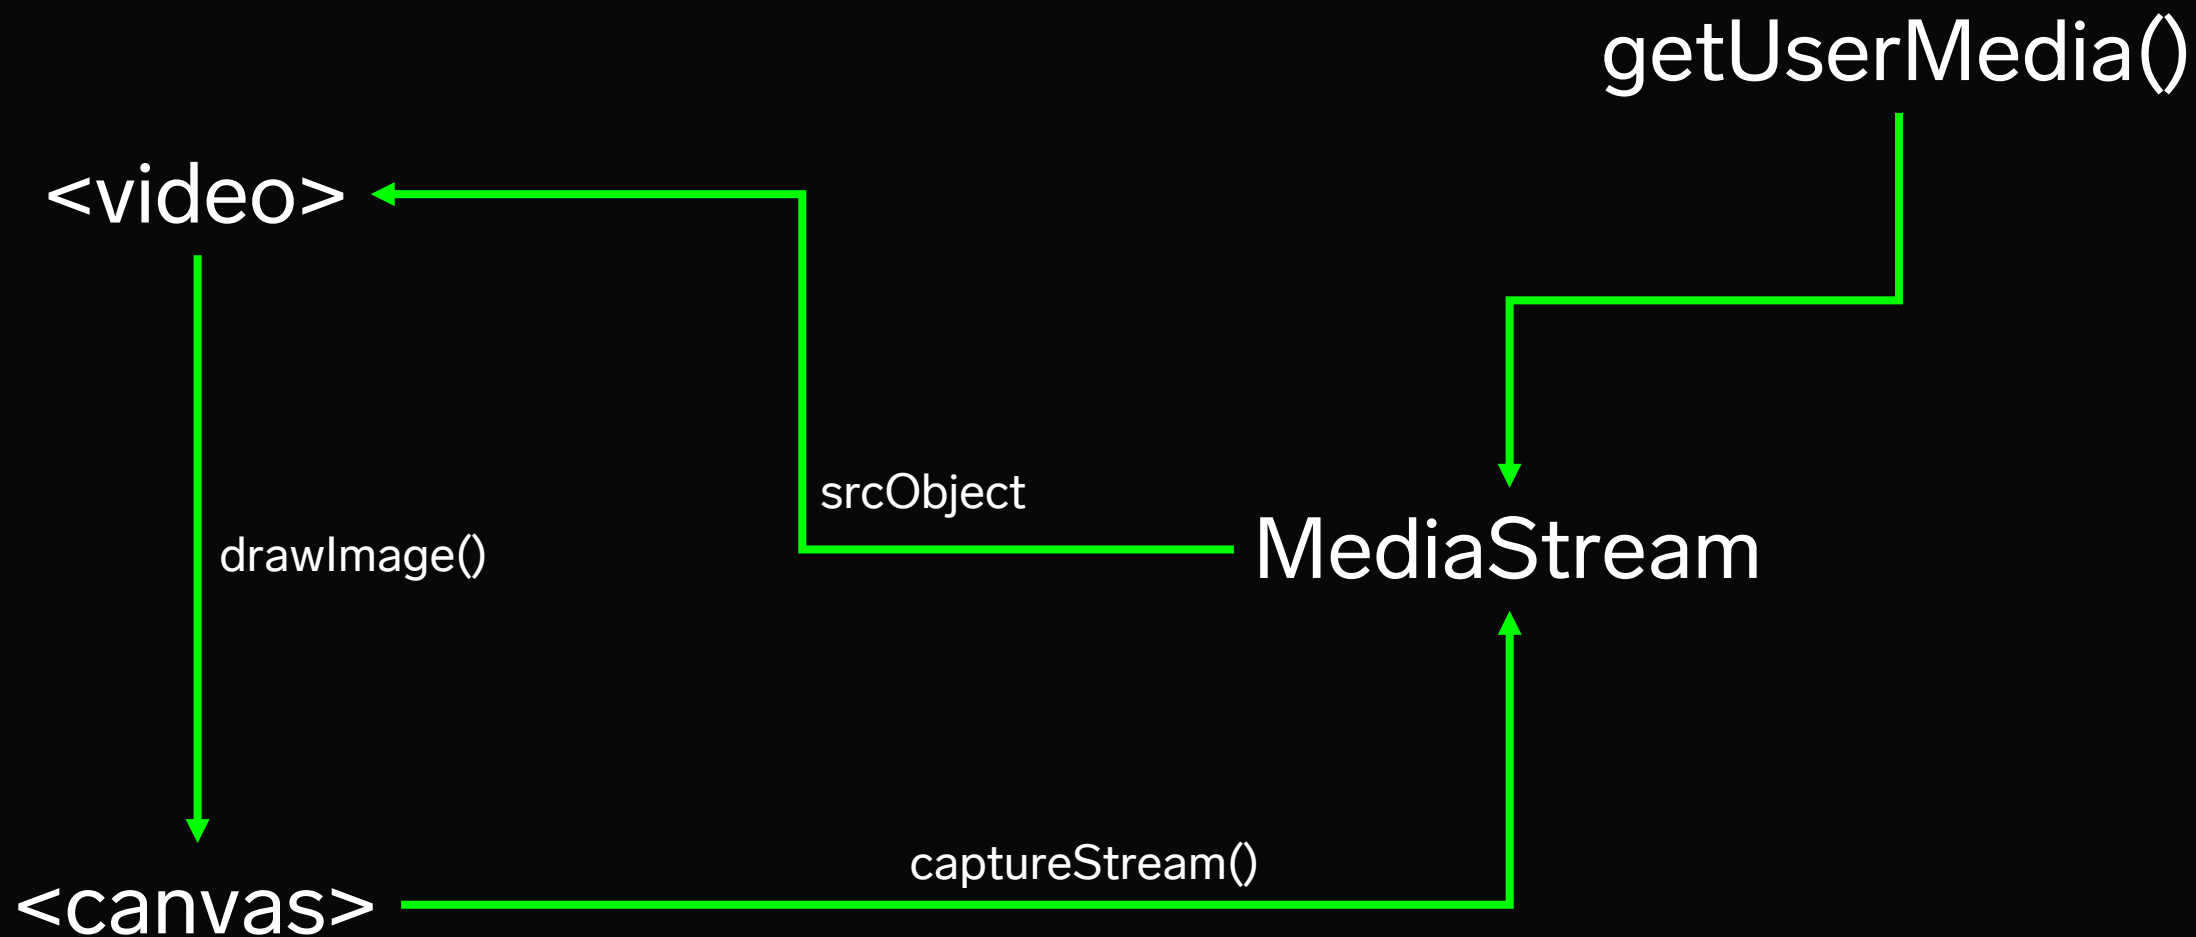 getUserMedia()
<video>
srcObject
drawImage()
MediaStream
captureStream()
<canvas>